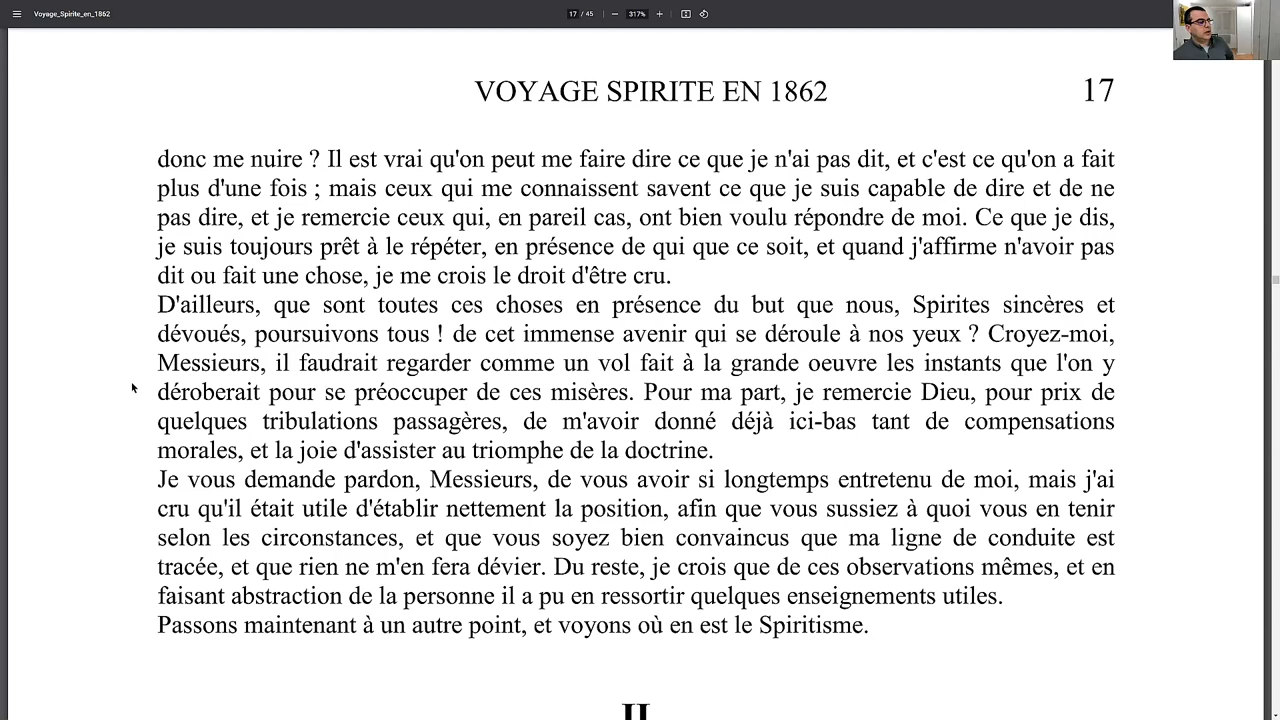 Voyage_Spirite_en_1862
17 / 45
317%
VOYAGE SPIRITE EN 1862
17
donc me nuire ? Il est vrai qu'on peut me faire dire ce que je n'ai pas dit, et c'est ce qu'on a fait
plus d'une fois ; mais ceux qui me connaissent savent ce que je suis capable de dire et de ne
pas dire, et je remercie ceux qui, en pareil cas, ont bien voulu répondre de moi. Ce que je dis,
je suis toujours prêt à le répéter, en présence de qui que ce soit, et quand j'affirme n'avoir pas
dit ou fait une chose, je me crois le droit d'être cru.
D'ailleurs, que sont toutes ces choses en présence du but que nous, Spirites sincères et
dévoués, poursuivons tous ! de cet immense avenir qui se déroule à nos yeux ? Croyez-moi,
Messieurs, il faudrait regarder comme un vol fait à la grande oeuvre les instants que l'on y
déroberait pour se préoccuper de ces misères. Pour ma part, je remercie Dieu, pour prix de
quelques tribulations passagères, de m'avoir donné déjà ici-bas tant de compensations
morales, et la joie d'assister au triomphe de la doctrine.
Je vous demande pardon, Messieurs, de vous avoir si longtemps entretenu de moi, mais j'ai
cru qu'il était utile d'établir nettement la position, afin que vous sussiez à quoi vous en tenir
selon les circonstances, et que vous soyez bien convaincus que ma ligne de conduite est
tracée, et que rien ne m'en fera dévier. Du reste, je crois que de ces observations mêmes, et en
faisant abstraction de la personne il a pu en ressortir quelques enseignements utiles.
Passons maintenant à un autre point, et voyons où en est le Spiritisme.
II